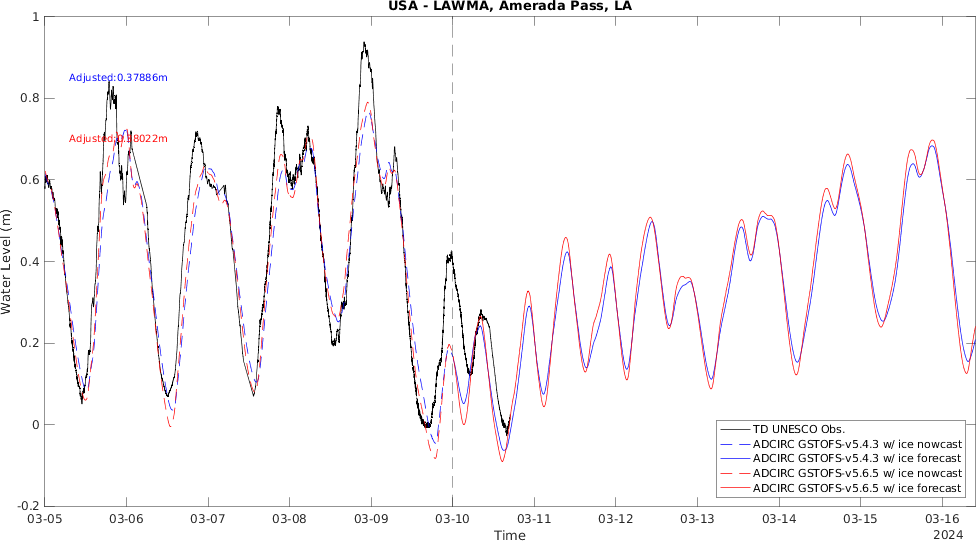 USA - LAWMA, Amerada Pass, LA
Water Level (m)
1
0.8
0.6
0.4
0.2
0
-0.2
Adjusted:0.37886m
Adjusted:0.38022m
TD UNESCO Obs.
ADCIRC GSTOFS-v5.4.3 w/ ice nowcast
ADCIRC GSTOFS-v5.4.3 w/ ice forecast
ADCIRC GSTOFS-v5.6.5 w/ ice nowcast
ADCIRC GSTOFS-v5.6.5 w/ ice forecast
03-05 03-06 03-07 03-08 03-09 03-10 03-11 03-12 03-13 03-14 03-15 03-16
Time
2024